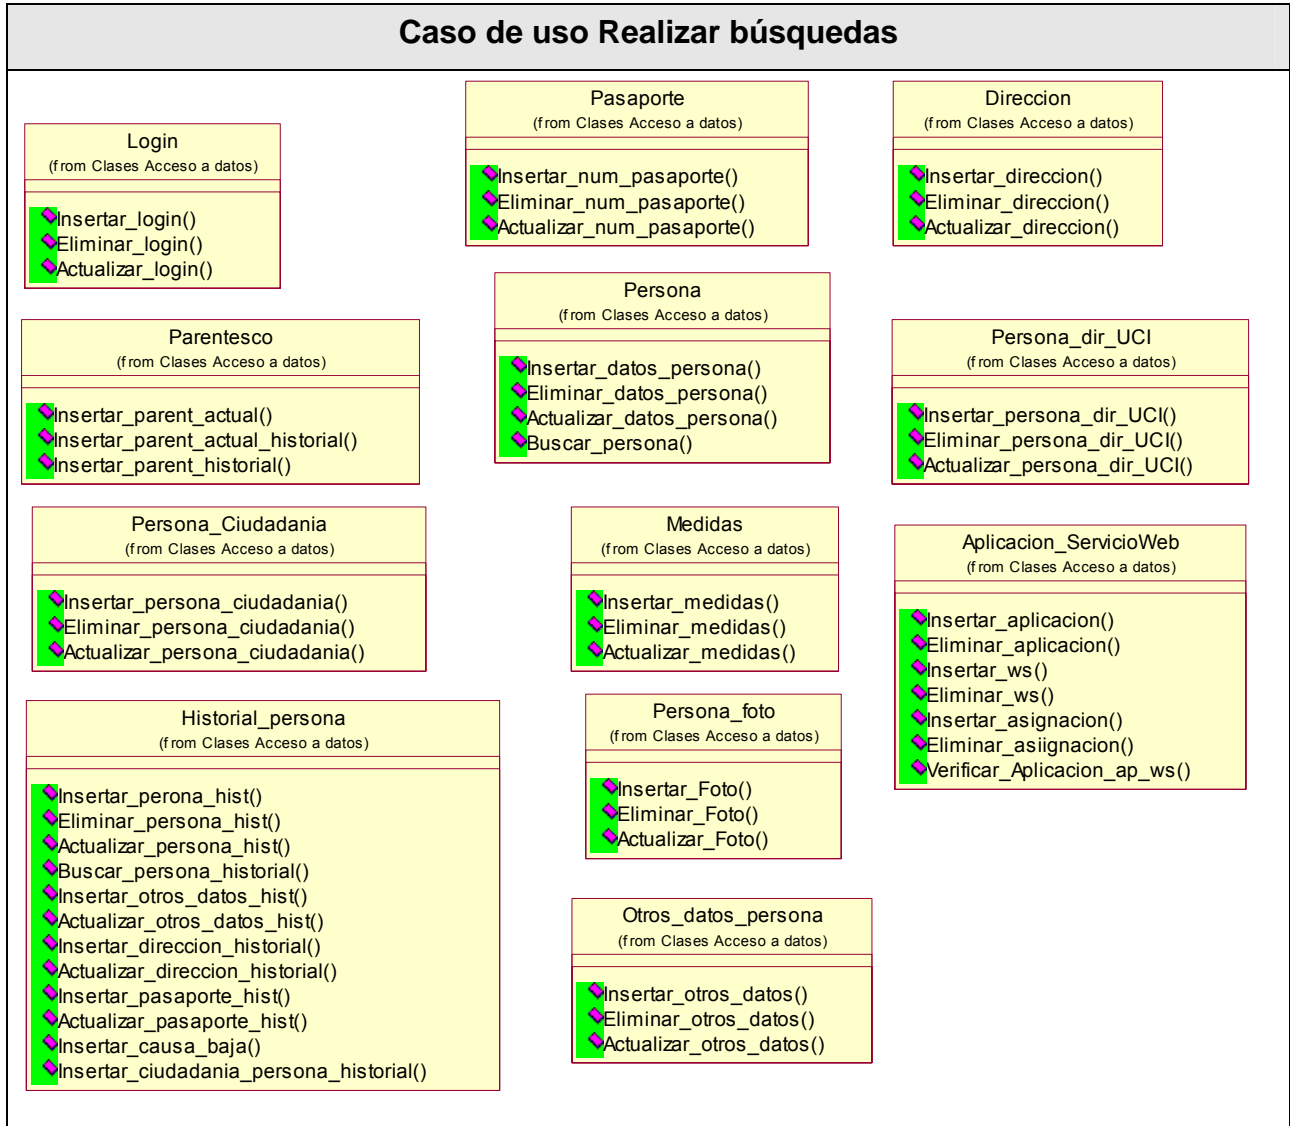 Caso de uso Realizar búsquedas
Login
(from Clases Acceso a datos)
Insertar_login()
Eliminar_login()
Actualizar_login()
Pasaporte
(from Clases Acceso a datos)
Insertar_num_pasaporte()
Eliminar_num_pasaporte()
Actualizar_num_pasaporte()
Direccion
(from Clases Acceso a datos)
Insertar_direccion()
Eliminar_direccion()
Actualizar_direccion()
Parentesco
(from Clases Acceso a datos)
Insertar_parent_actual()
Insertar_parent_actual_historial()
Insertar_parent_historial()
Persona
(from Clases Acceso a datos)
Insertar_datos_persona()
Eliminar_datos_persona()
Actualizar_datos_persona()
Buscar_persona()
Persona_dir_UCI
(from Clases Acceso a datos)
Insertar_persona_dir_UCI()
Eliminar_persona_dir_UCI()
Actualizar_persona_dir_UCI()
Persona_Ciudadania
(from Clases Acceso a datos)
Insertar_persona_ciudadania()
Eliminar_persona_ciudadania()
Actualizar_persona_ciudadania()
Medidas
(from Clases Acceso a datos)
Insertar_medidas()
Eliminar_medidas()
Actualizar_medidas()
Aplicacion_ServicioWeb
(from Clases Acceso a datos)
Insertar_aplicacion()
Eliminar_aplicacion()
Insertar_ws()
Eliminar_ws()
Insertar_asignacion()
Eliminar_asiignacion()
Verificar_Aplicacion_ap_ws()
Historial_persona
(from Clases Acceso a datos)
Insertar_perona_hist()
Eliminar_persona_hist()
Actualizar_persona_hist()
Buscar_persona_historial()
Insertar_otros_datos_hist()
Actualizar_otros_datos_hist()
Insertar_direccion_historial()
Actualizar_direccion_historial()
Insertar_pasaporte_hist()
Actualizar_pasaporte_hist()
Insertar_causa_baja()
Insertar_ciudadania_persona_historial()
Persona_foto
(from Clases Acceso a datos)
Insertar_Foto()
Eliminar_Foto()
Actualizar_Foto()
Otros_datos_persona
(from Clases Acceso a datos)
Insertar_otros_datos()
Eliminar_otros_datos()
Actualizar_otros_datos()